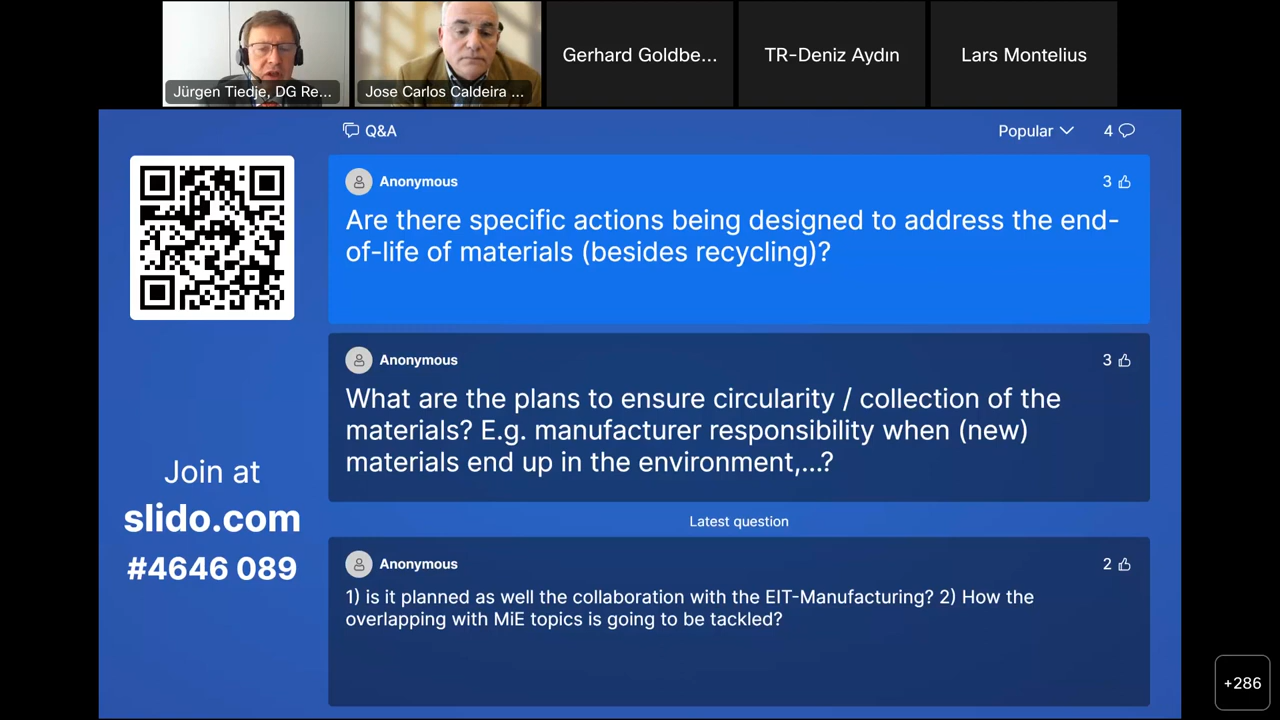 Jürgen Tiedje, DG Re...
Jose Carlos Caldeira ...
Gerhard Goldbe...
TR-Deniz Aydın
Lars Montelius
Q&A
Popular
4
Anonymous
3
Are there specific actions being designed to address the end-
of-life of materials (besides recycling)?
Anonymous
3
What are the plans to ensure circularity / collection of the
materials? E.g. manufacturer responsibility when (new)
materials end up in the environment,...?
Join at
slido.com
#4646 089
Latest question
Anonymous
2
1) is it planned as well the collaboration with the EIT-Manufacturing? 2) How the
overlapping with MiE topics is going to be tackled?
+286